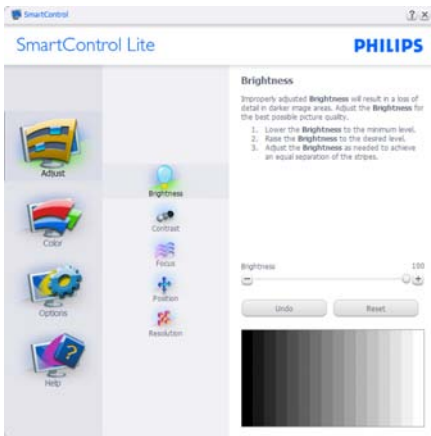 SmartControl
SmartControl Lite
PHILIPS
Adjust
Color
Options
Help
Brightness
Contrast
Focus
Position
Resolution
Brightness
Improperly adjusted Brightness will result in a loss of
detail in darker image areas. Adjust the Brightness for
the best possible picture quality.
1. Lower the Brightness to the minimum level.
2. Raise the Brightness to the desired level.
3. Adjust the Brightness as needed to achieve
an equal separation of the stripes.
Brightness 100
Undo Reset